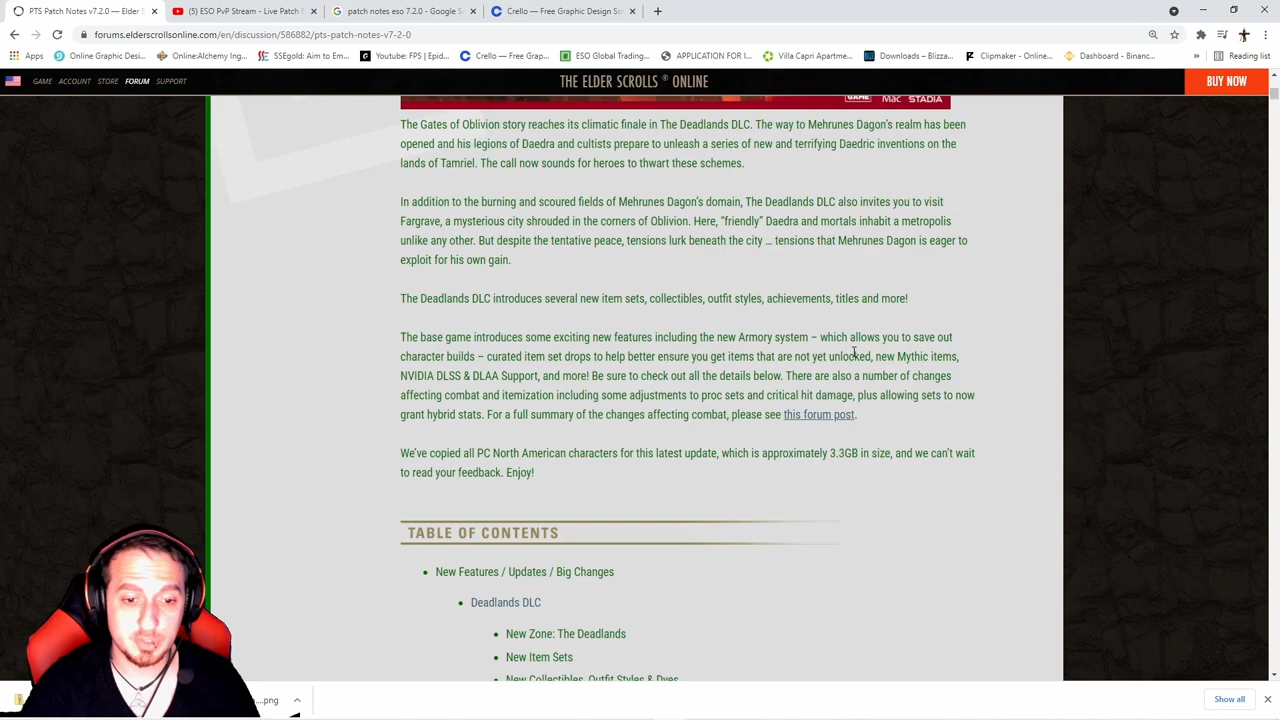 PTS Patch Notes v7.2.0 — Elder S
(5) ESO PvP Stream - Live Patch N
patch notes eso 7.2.0 - Google Se
Crello — Free Graphic Design So
forums.elderscrollsonline.com/en/discussion/586882/pts-patch-notes-v7-2-0
Apps
Online Graphic Desi...
Online:Alchemy Ing...
SSEgold: Aim to Em...
Youtube: FPS | Epid...
Crello — Free Grap...
ESO Global Trading...
APPLICATION FOR I...
Villa Capri Apartme...
Downloads – Blizza...
Clipmaker - Online...
Dashboard - Binanc...
»
Reading list
GAME ACCOUNT STORE FORUM SUPPORT
THE ELDER SCROLLS ® ONLINE
BUY NOW
GAME Mac STADIA
The Gates of Oblivion story reaches its climatic finale in The Deadlands DLC. The way to Mehrunes Dagon's realm has been
opened and his legions of Daedra and cultists prepare to unleash a series of new and terrifying Daedric inventions on the
lands of Tamriel. The call now sounds for heroes to thwart these schemes.
In addition to the burning and scoured fields of Mehrunes Dagon's domain, The Deadlands DLC also invites you to visit
Fargrave, a mysterious city shrouded in the corners of Oblivion. Here, "friendly" Daedra and mortals inhabit a metropolis
unlike any other. But despite the tentative peace, tensions lurk beneath the city … tensions that Mehrunes Dagon is eager to
exploit for his own gain.
The Deadlands DLC introduces several new item sets, collectibles, outfit styles, achievements, titles and more!
The base game introduces some exciting new features including the new Armory system – which allows you to save out
character builds – curated item set drops to help better ensure you get items that are not yet unlocked, new Mythic items,
NVIDIA DLSS & DLAA Support, and more! Be sure to check out all the details below. There are also a number of changes
affecting combat and itemization including some adjustments to proc sets and critical hit damage, plus allowing sets to now
grant hybrid stats. For a full summary of the changes affecting combat, please see this forum post.
We've copied all PC North American characters for this latest update, which is approximately 3.3GB in size, and we can't wait
to read your feedback. Enjoy!
TABLE OF CONTENTS
• New Features / Updates / Big Changes
• Deadlands DLC
• New Zone: The Deadlands
• New Item Sets
• New Collectibles, Outfit Styles & Dyes
....png
Show all